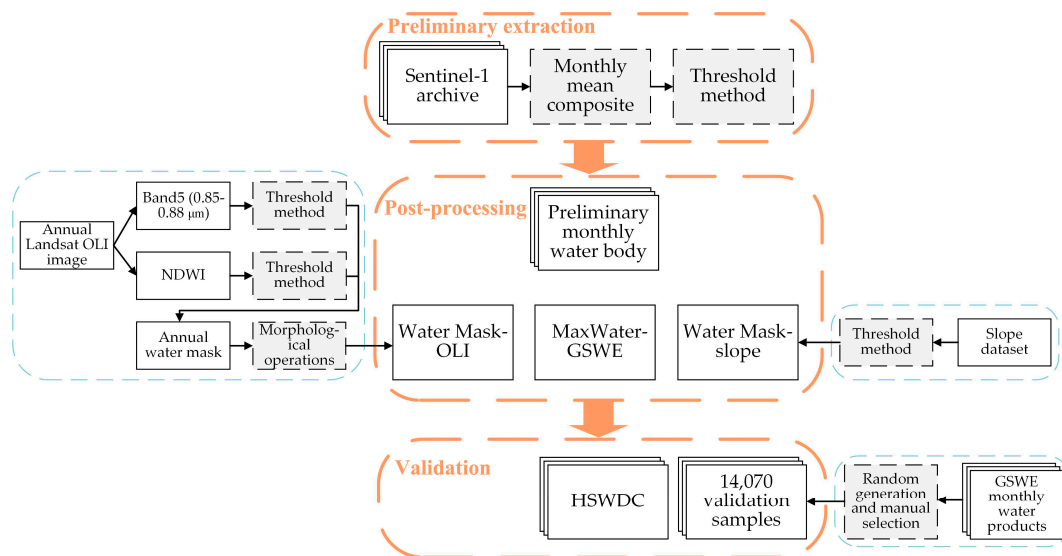 Preliminary extraction
Sentinel-1
archive
Monthly
mean
composite
Threshold
method
Post-processing
Preliminary
monthly
water body
Annual
Landsat OLI
image
Band5 (0.85-
0.88 μm)
Threshold
method
NDWI
Threshold
method
Annual
water mask
Morpholog-
ical
operations
Water Mask-
OLI
MaxWater-
GSWE
Water Mask-
slope
Threshold
method
Slope
dataset
Validation
HSWDC
14,070
validation
samples
Random
generation
and manual
selection
GSWE
monthly
water
products